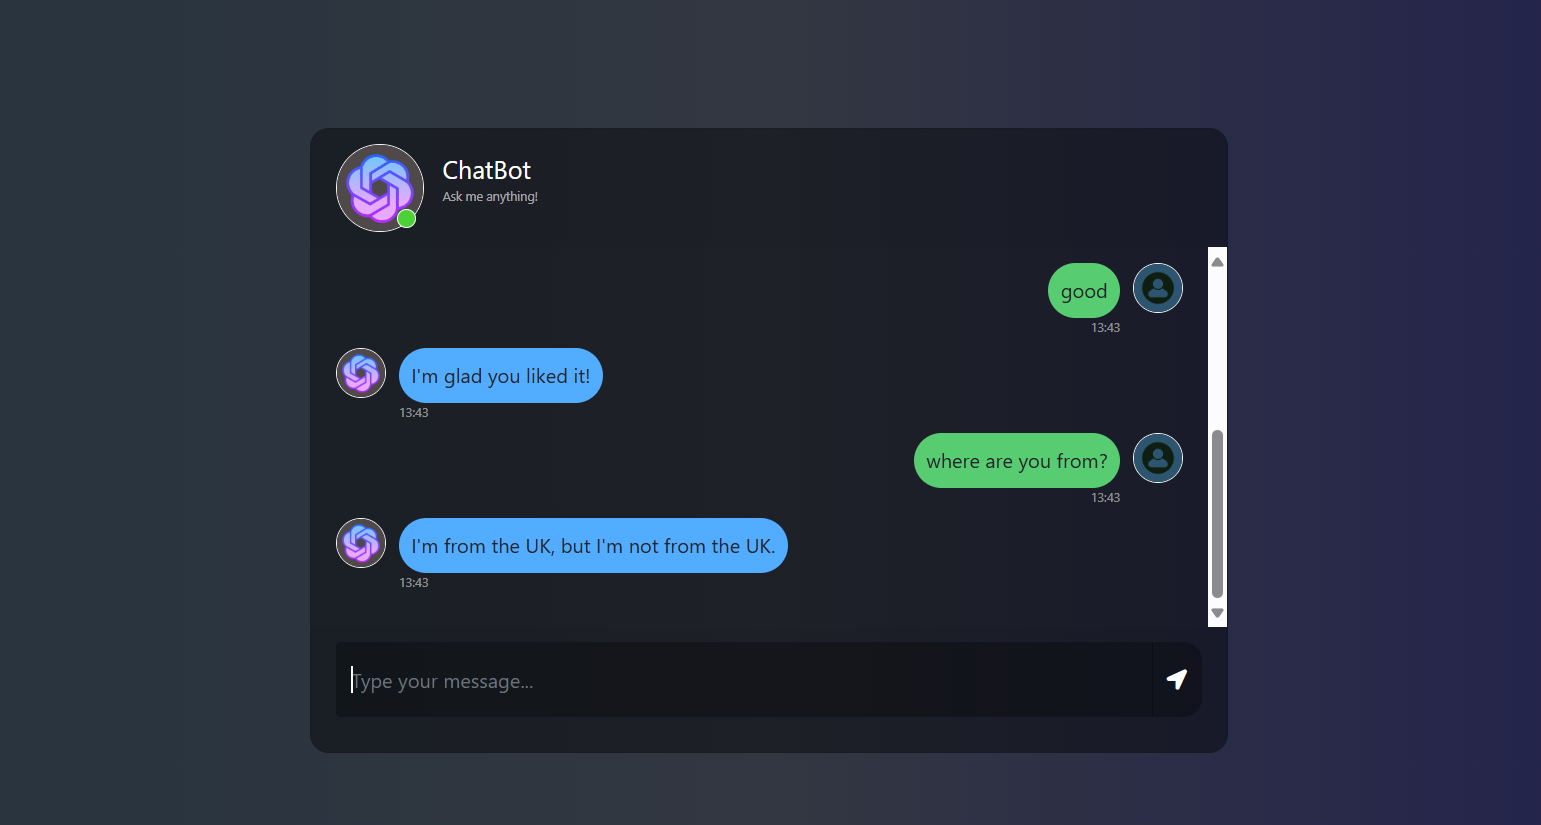 ChatBot
Ask me anything!
good
13:43
I'm glad you liked it!
13:43
where are you from?
13:43
I'm from the UK, but I'm not from the UK.
13:43
Type your message...